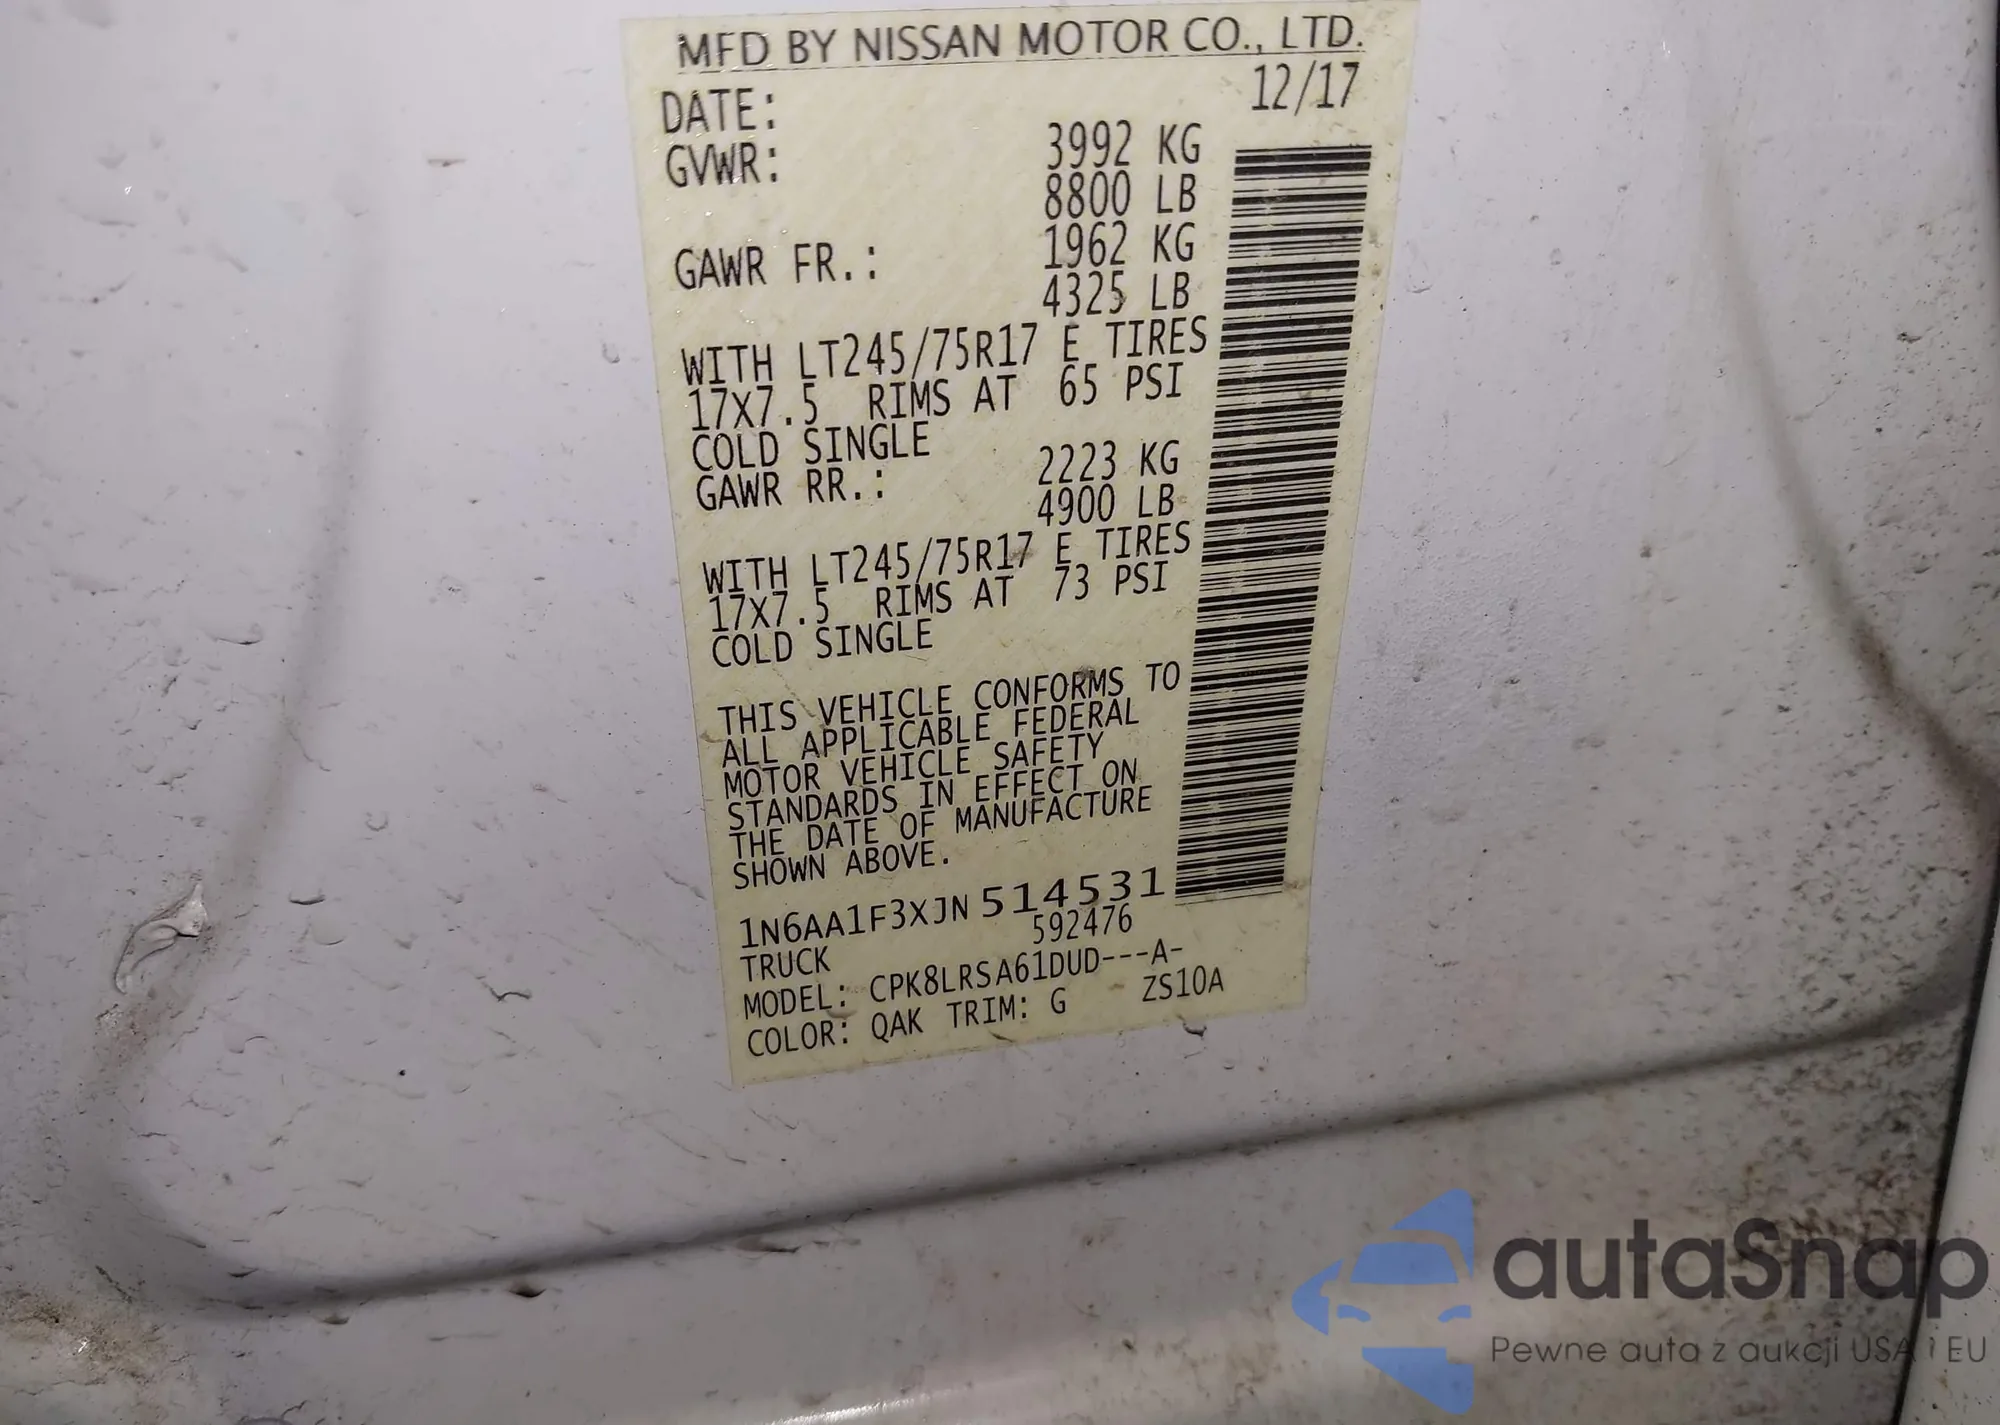 MFD BY NISSAN MOTOR CO., LTD.
DATE: 12/17
GVWR: 3992 KG
8800 LB
GAWR FR.: 1962 KG
4325 LB
WITH LT245/75R17 E TIRES
17X7.5 RIMS AT 65 PSI
COLD SINGLE
GAWR RR.: 2223 KG
4900 LB
WITH LT245/75R17 E TIRES
17X7.5 RIMS AT 73 PSI
COLD SINGLE
THIS VEHICLE CONFORMS TO
ALL APPLICABLE FEDERAL
MOTOR VEHICLE SAFETY
STANDARDS IN EFFECT ON
THE DATE OF MANUFACTURE
SHOWN ABOVE.
1N6AA1F3XJN514531
592476
TRUCK
MODEL: CPK8LRSA61DUD---A-
COLOR: QAK TRIM: G ZS10A
autaSnap
Pewne auta z aukcji USA i EU